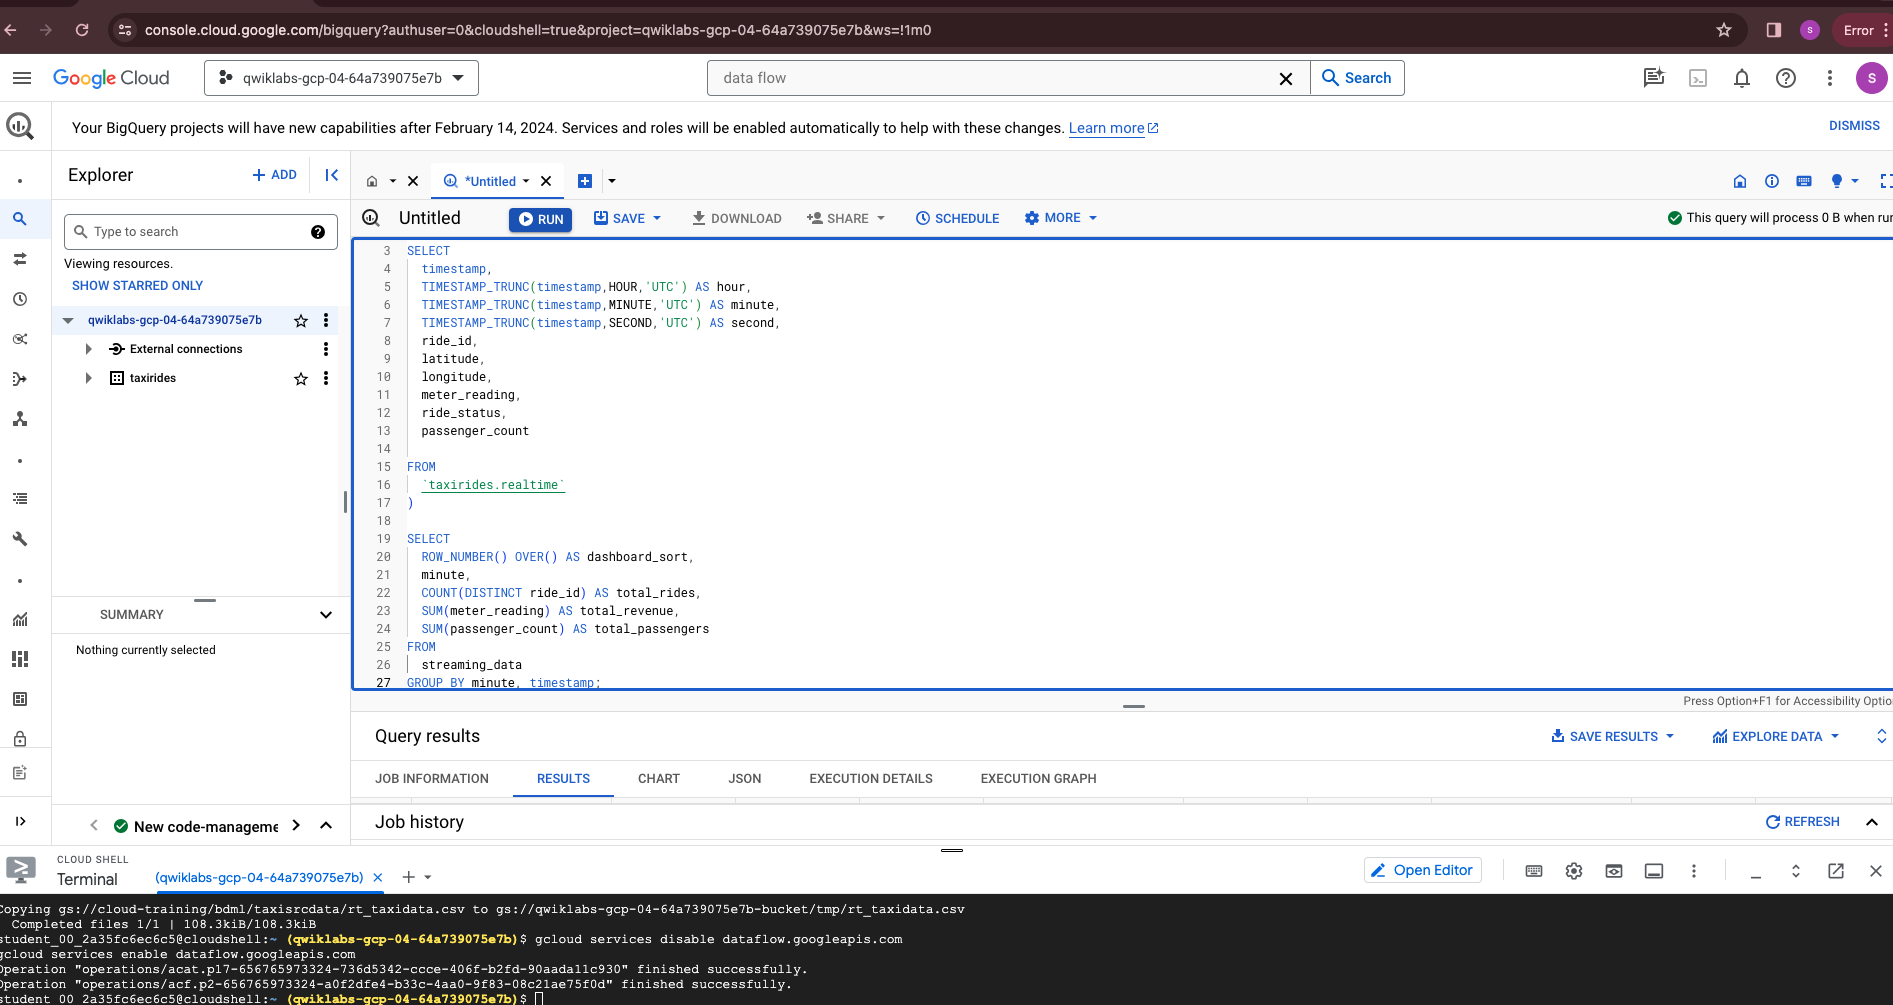 console.cloud.google.com/bigquery?authuser=0&cloudshell=true&project=qwiklabs-gcp-04-64a739075e7b&ws=!1m0
S
Error
Google Cloud
qwiklabs-gcp-04-64a739075e7b
data flow
Search
S
Your BigQuery projects will have new capabilities after February 14, 2024. Services and roles will be enabled automatically to help with these changes. Learn more
DISMISS
Explorer
+ ADD
*Untitled
Untitled
RUN
SAVE
DOWNLOAD
SHARE
SCHEDULE
MORE
This query will process 0 B when run
Type to search
Viewing resources.
SHOW STARRED ONLY
qwiklabs-gcp-04-64a739075e7b
External connections
taxirides
3 SELECT
4 timestamp,
5 TIMESTAMP_TRUNC(timestamp,HOUR,'UTC') AS hour,
6 TIMESTAMP_TRUNC(timestamp,MINUTE,'UTC') AS minute,
7 TIMESTAMP_TRUNC(timestamp,SECOND,'UTC') AS second,
8 ride_id,
9 latitude,
10 longitude,
11 meter_reading,
12 ride_status,
13 passenger_count
14
15 FROM
16 `taxirides.realtime`
17 )
18
19 SELECT
20 ROW_NUMBER() OVER() AS dashboard_sort,
21 minute,
22 COUNT(DISTINCT ride_id) AS total_rides,
23 SUM(meter_reading) AS total_revenue,
24 SUM(passenger_count) AS total_passengers
25 FROM
26 streaming_data
27 GROUP BY minute, timestamp;
Press Option+F1 for Accessibility Optio
SUMMARY
Nothing currently selected
New code-manageme
Query results
SAVE RESULTS
EXPLORE DATA
JOB INFORMATION
RESULTS
CHART
JSON
EXECUTION DETAILS
EXECUTION GRAPH
Job history
REFRESH
CLOUD SHELL
Terminal
(qwiklabs-gcp-04-64a739075e7b)
Open Editor
Copying gs://cloud-training/bdml/taxisrcdata/rt_taxidata.csv to gs://qwiklabs-gcp-04-64a739075e7b-bucket/tmp/rt_taxidata.csv
Completed files 1/1 | 108.3kiB/108.3kiB
student_00_2a35fc6ec6c5@cloudshell:~ (qwiklabs-gcp-04-64a739075e7b)$ gcloud services disable dataflow.googleapis.com
gcloud services enable dataflow.googleapis.com
Operation "operations/acat.p17-656765973324-736d5342-ccce-406f-b2fd-90aada11c930" finished successfully.
Operation "operations/acf.p2-656765973324-a0f2dfe4-b33c-4aa0-9f83-08c21ae75f0d" finished successfully.
student_00_2a35fc6ec6c5@cloudshell:~ (qwiklabs-gcp-04-64a739075e7b)$